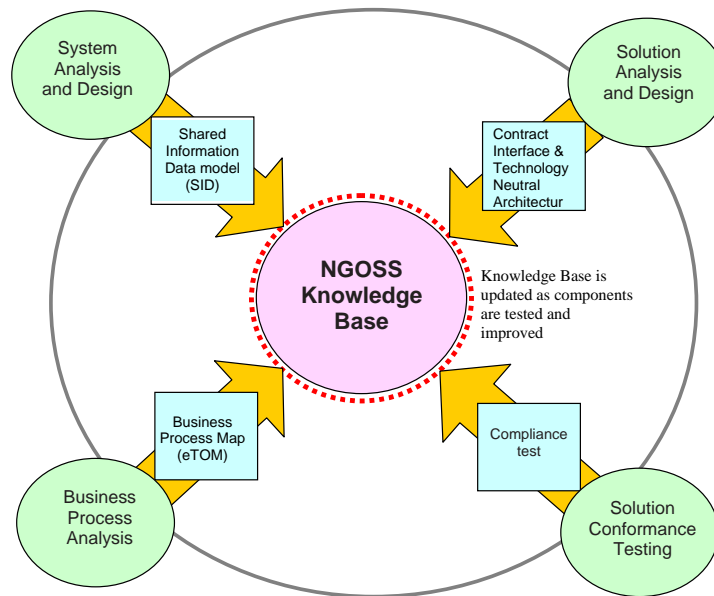 System
Analysis
and Design
Solution
Analysis
and Design
Shared
Information
Data model
(SID)
Contract
Interface &
Technology
Neutral
Architectur
NGOSS
Knowledge
Base
Knowledge Base is
updated as components
are tested and
improved
Business
Process Map
(eTOM)
Compliance
test
Business
Process
Analysis
Solution
Conformance
Testing